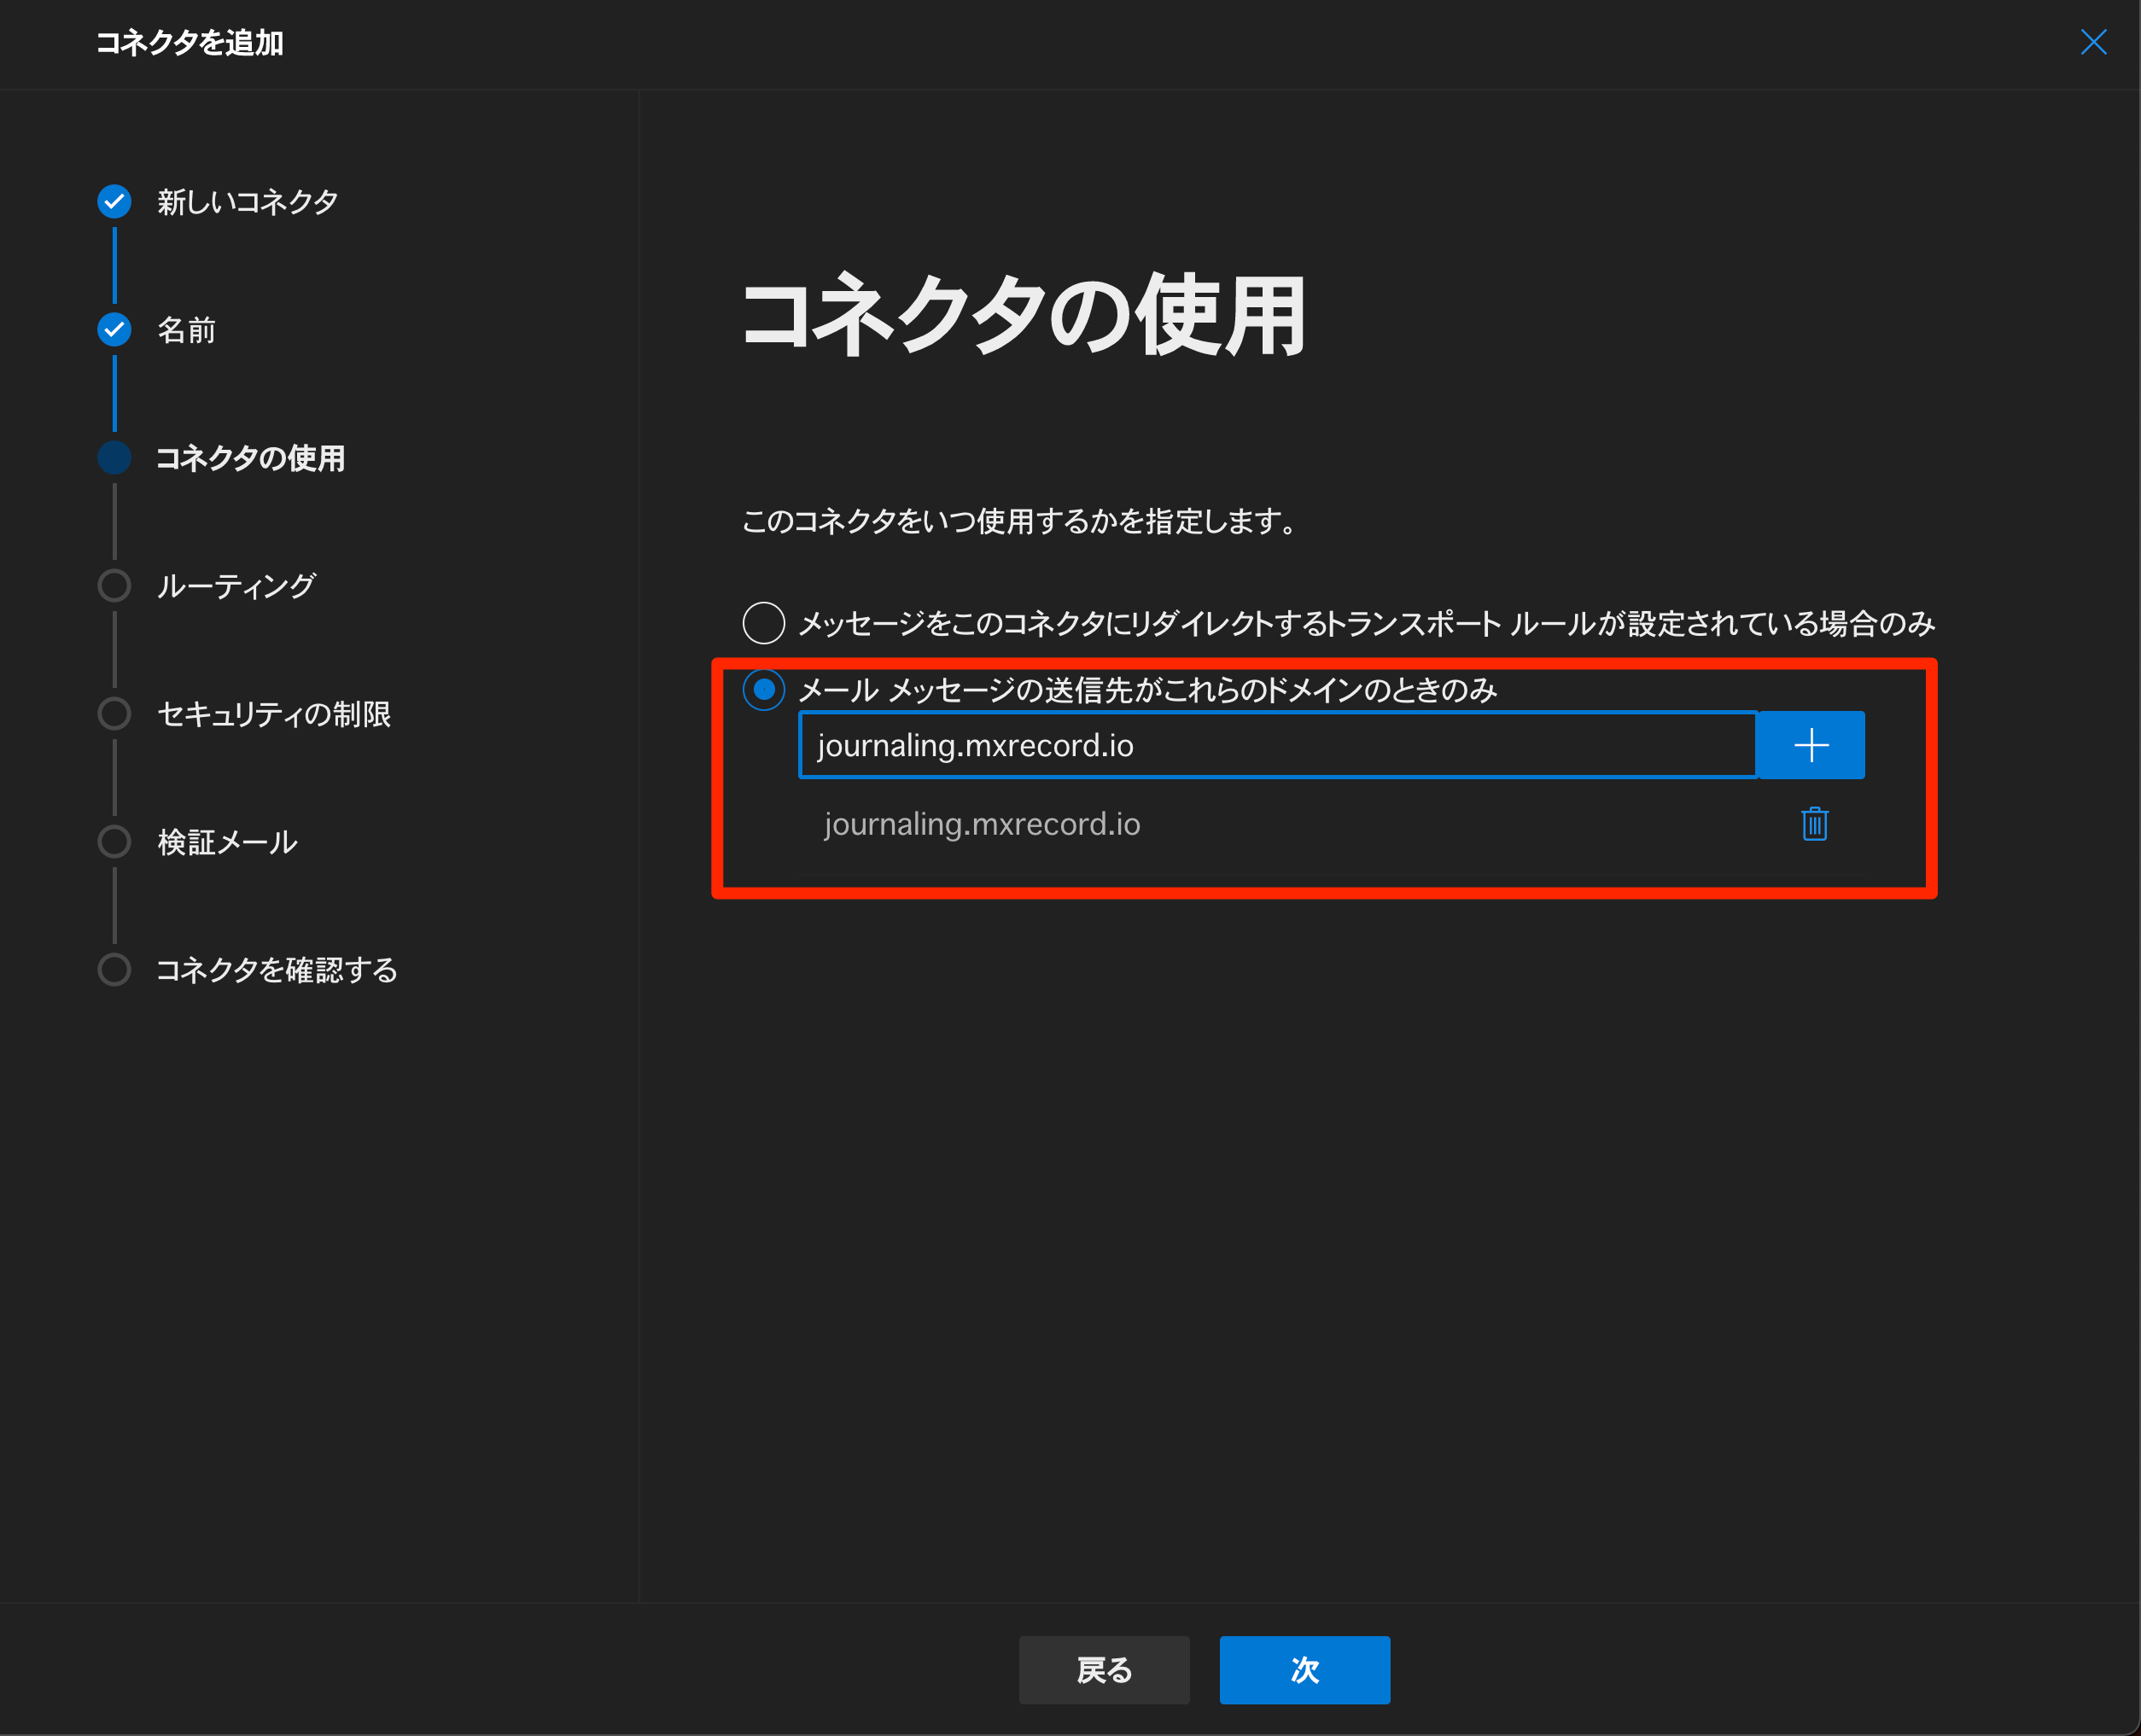 コネクタを追加
新しいコネクタ
名前
コネクタの使用
ルーティング
セキュリティの制限
検証メール
コネクタを確認する
コネクタの使用
このコネクタをいつ使用するかを指定します。
メッセージをこのコネクタにリダイレクトするトランスポート ルールが設定されている場合のみ
メール メッセージの送信先がこれらのドメインのときのみ
journaling.mxrecord.io
journaling.mxrecord.io
戻る
次